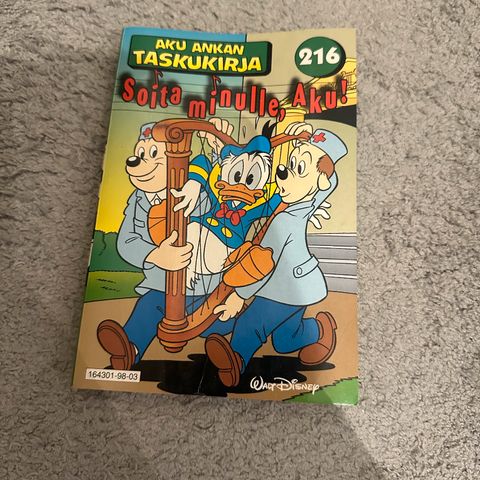 AKU ANKAN
TASKUKIRJA
216
Soita minulle, Aku!
164301-98-03
WALT DISNEY